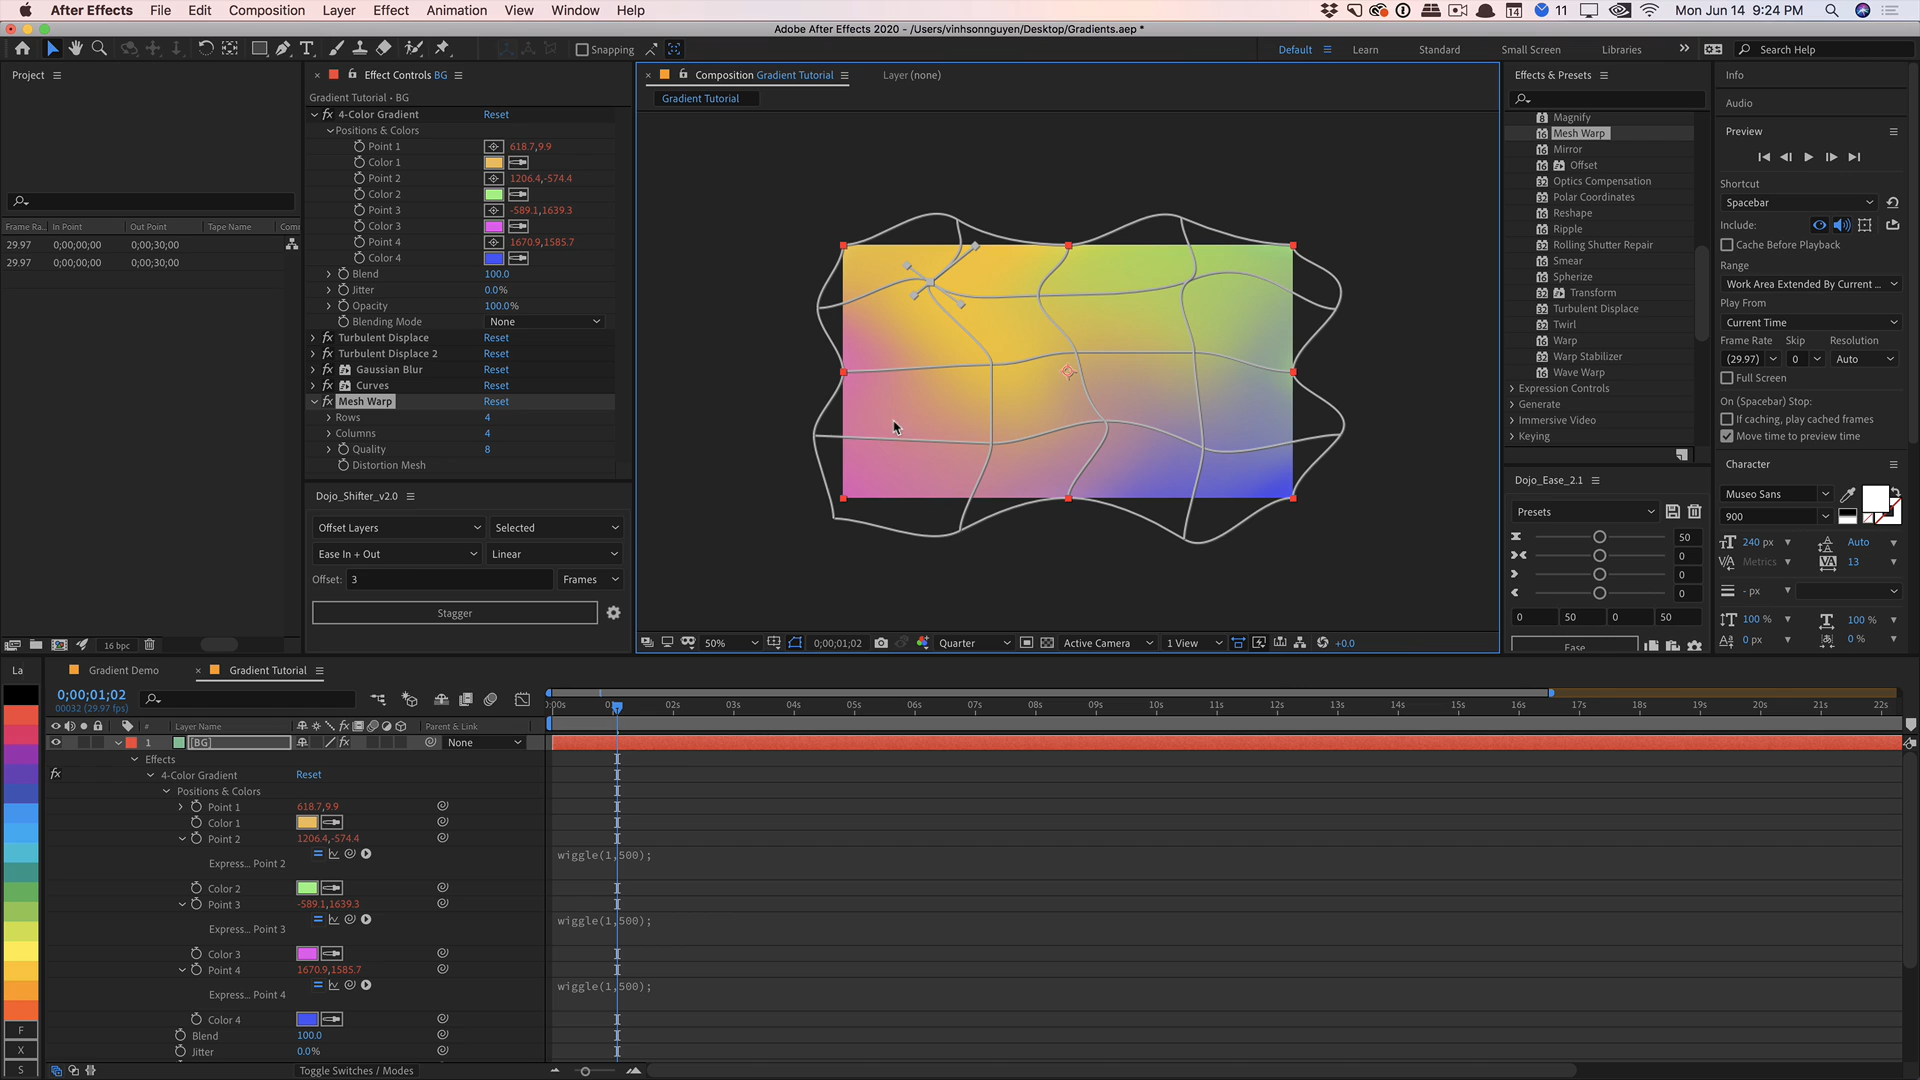 After Effects File Edit Composition Layer Effect Animation View Window Help
14 11 Mon Jun 14 9:24 PM
Adobe After Effects 2020 - /Users/vinhsonnguyen/Desktop/Gradients.aep *
Snapping Default Learn Standard Small Screen Libraries Search Help
Project
Frame Ra... In Point Out Point Tape Name Come
29.97 0;00;00;00 0;00;30;00
29.97 0;00;00;00 0;00;30;00
16 bpc
Effect Controls BG
Gradient Tutorial • BG
fx 4-Color Gradient Reset
Positions & Colors
Point 1 618.7,9.9
Color 1
Point 2 1206.4,-574.4
Color 2
Point 3 -589.1,1639.3
Color 3
Point 4 1670.9,1585.7
Color 4
Blend 100.0
Jitter 0.0%
Opacity 100.0%
Blending Mode None
fx Turbulent Displace Reset
fx Turbulent Displace 2 Reset
fx Gaussian Blur Reset
fx Curves Reset
fx Mesh Warp Reset
Rows 4
Columns 4
Quality 8
Distortion Mesh
Dojo_Shifter_v2.0
Offset Layers Selected
Ease In + Out Linear
Offset: 3 Frames
Stagger
Composition Gradient Tutorial Layer (none)
Gradient Tutorial
50% 0;00;01;02 Quarter Active Camera 1 View +0.0
Effects & Presets
Magnify
Mesh Warp
Mirror
Offset
Optics Compensation
Polar Coordinates
Reshape
Ripple
Rolling Shutter Repair
Smear
Spherize
Transform
Turbulent Displace
Twirl
Warp
Warp Stabilizer
Wave Warp
Expression Controls
Generate
Immersive Video
Keying
Dojo_Ease_2.1
Presets
50
0
0
0
0 50 0 50
Ease
Info
Audio
Preview
Shortcut
Spacebar
Include:
Cache Before Playback
Range
Work Area Extended By Current ...
Play From
Current Time
Frame Rate Skip Resolution
(29.97) 0 Auto
Full Screen
On (Spacebar) Stop:
If caching, play cached frames
Move time to preview time
Character
Museo Sans
900
240 px Auto
Metrics 13
- px
100 % 100 %
0 px 0 %
La
F
X
S
Gradient Demo Gradient Tutorial
0;00;01;02
00032 (29.97 fps)
:00s 01s 02s 03s 04s 05s 06s 07s 08s 09s 10s 11s 12s 13s 14s 15s 16s 17s 18s 19s 20s 21s 22s
# Layer Name Parent & Link
1 [BG] None
Effects
fx 4-Color Gradient Reset
Positions & Colors
Point 1 618.7,9.9
Color 1
Point 2 1206.4,-574.4
Express... Point 2 wiggle(1,500);
Color 2
Point 3 -589.1,1639.3
Express... Point 3 wiggle(1,500);
Color 3
Point 4 1670.9,1585.7
Express... Point 4 wiggle(1,500);
Color 4
Blend 100.0
Jitter 0.0%
Toggle Switches / Modes